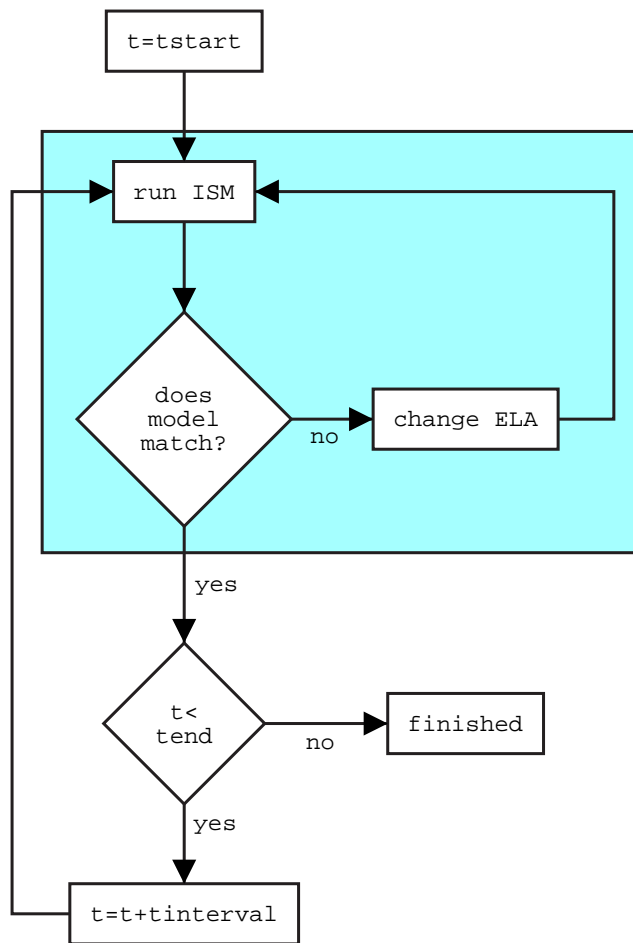 t=tstart
run ISM
does
model
match?
no
change ELA
yes
t<
tend
no
finished
yes
t=t+tinterval